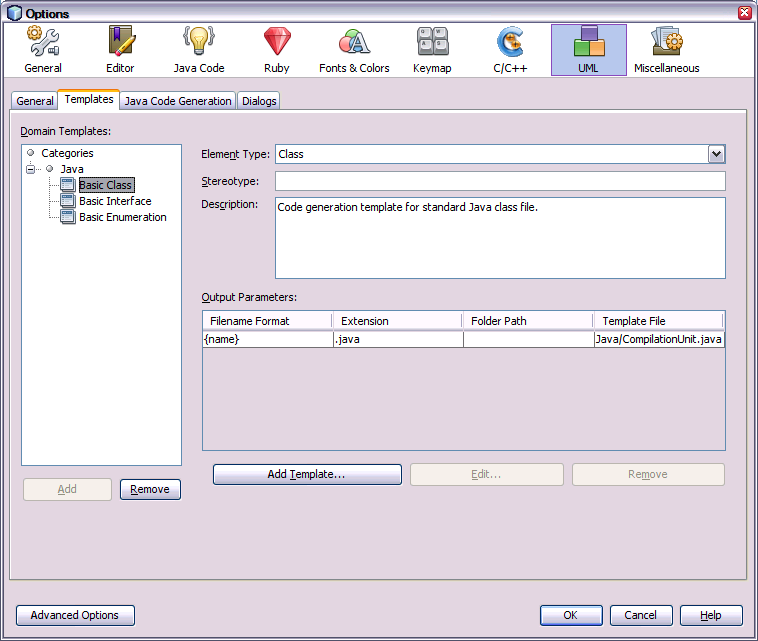 Options
General Editor Java Code Ruby Fonts & Colors Keymap C/C++ UML Miscellaneous
General Templates Java Code Generation Dialogs
Domain Templates:
Categories
Java
Basic Class
Basic Interface
Basic Enumeration
Add Remove
Element Type: Class
Stereotype:
Description: Code generation template for standard Java class file.
Output Parameters:
Filename Format Extension Folder Path Template File
{name} .java Java/CompilationUnit.java
Add Template... Edit... Remove
Advanced Options OK Cancel Help